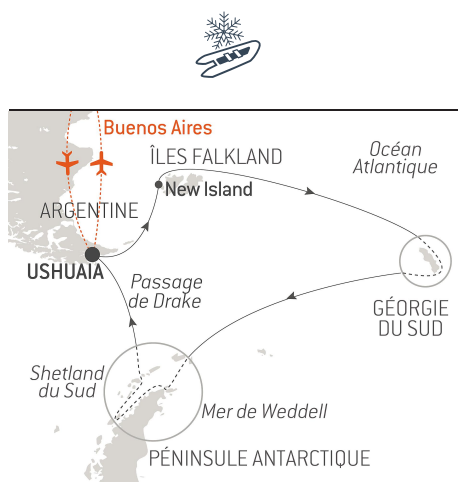 Buenos Aires
Océan
Atlantique
ÎLES FALKLAND
New Island
ARGENTINE
USHUAIA
Passage
de Drake
GÉORGIE
DU SUD
Shetland
du Sud
Mer de Weddell
PÉNINSULE ANTARCTIQUE